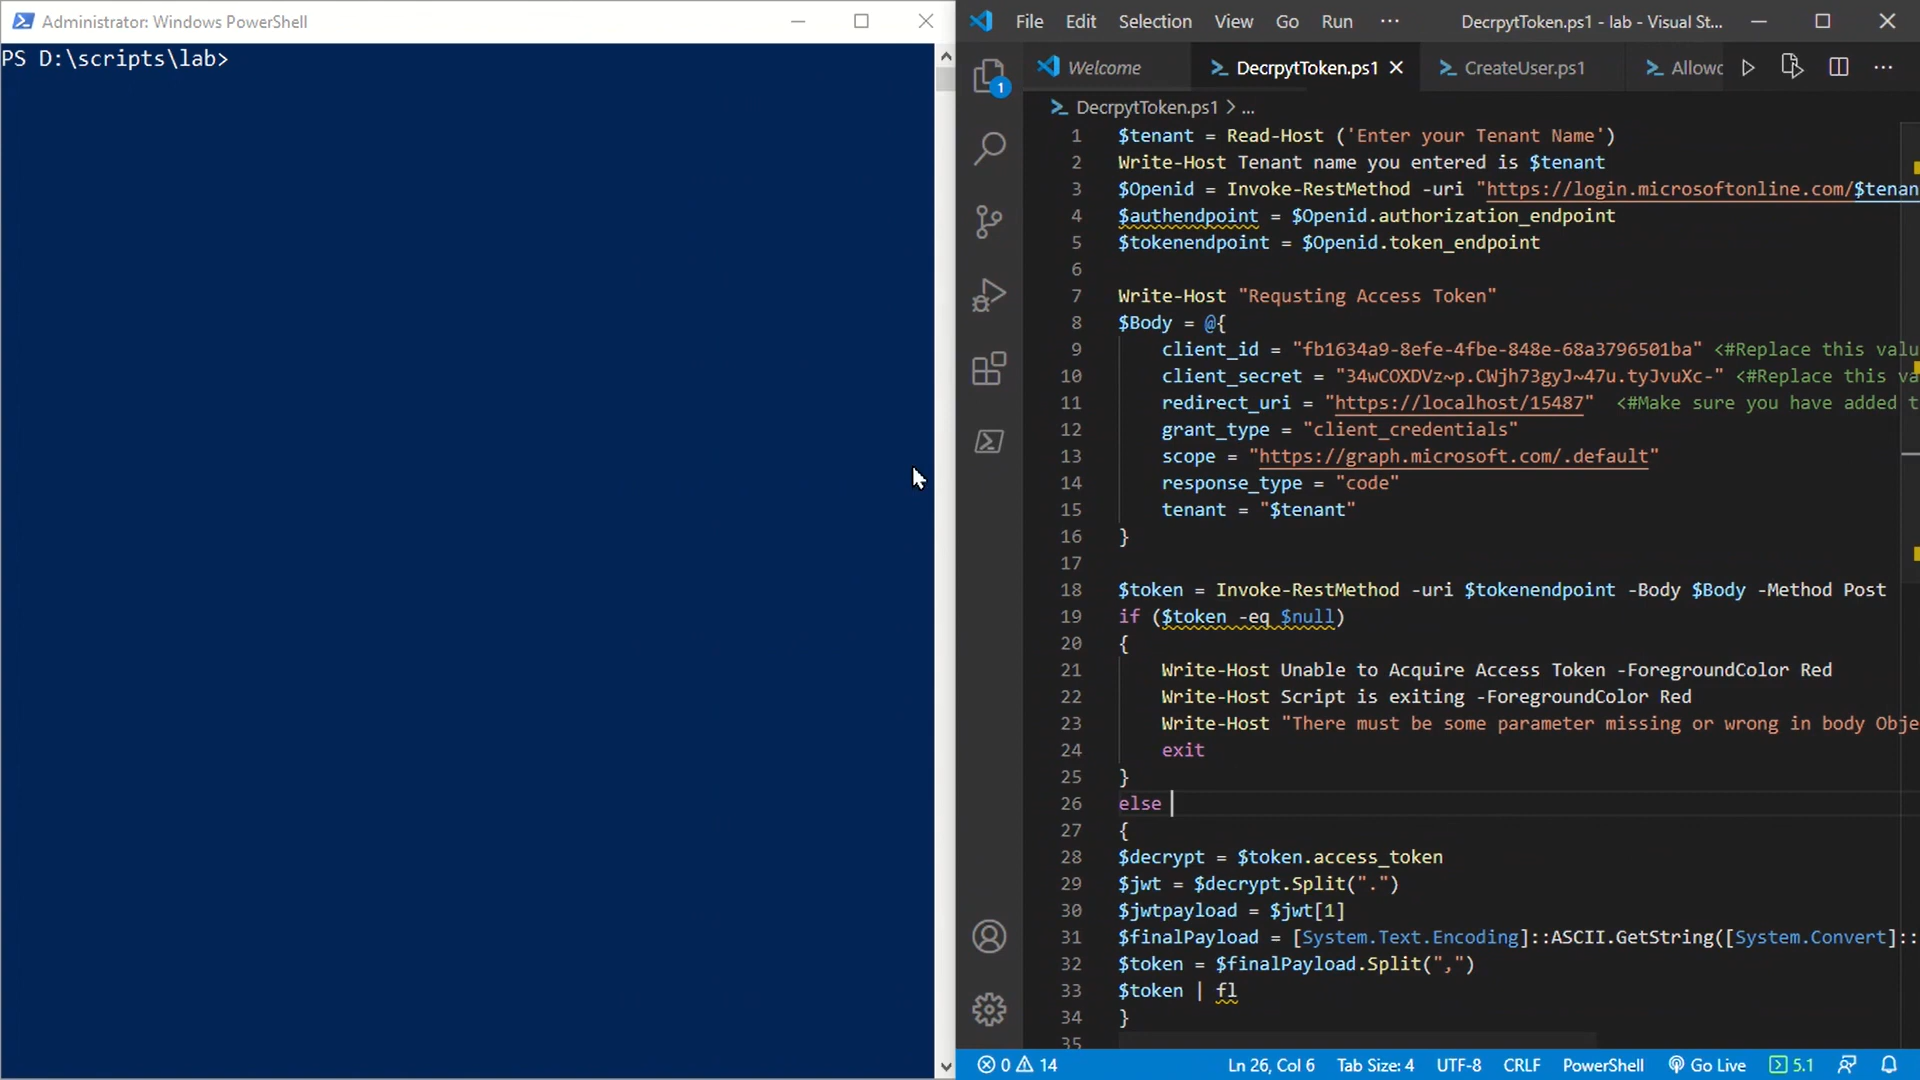 Administrator: Windows PowerShell
PS D:\scripts\lab>
File Edit Selection View Go Run ··· DecrpytToken.ps1 - lab - Visual St...
Welcome DecrpytToken.ps1 CreateUser.ps1 Allowc
1
DecrpytToken.ps1 > ...
1 $tenant = Read-Host ('Enter your Tenant Name')
2 Write-Host Tenant name you entered is $tenant
3 $Openid = Invoke-RestMethod -uri "https://login.microsoftonline.com/$tenan
4 $authendpoint = $Openid.authorization_endpoint
5 $tokenendpoint = $Openid.token_endpoint
6
7 Write-Host "Requsting Access Token"
8 $Body = @{
9 client_id = "fb1634a9-8efe-4fbe-848e-68a3796501ba" <#Replace this valu
10 client_secret = "34wCOXDVz~p.CWjh73gyJ~47u.tyJvuXc-" <#Replace this va
11 redirect_uri = "https://localhost/15487" <#Make sure you have added t
12 grant_type = "client_credentials"
13 scope = "https://graph.microsoft.com/.default"
14 response_type = "code"
15 tenant = "$tenant"
16 }
17
18 $token = Invoke-RestMethod -uri $tokenendpoint -Body $Body -Method Post
19 if ($token -eq $null)
20 {
21 Write-Host Unable to Acquire Access Token -ForegroundColor Red
22 Write-Host Script is exiting -ForegroundColor Red
23 Write-Host "There must be some parameter missing or wrong in body Obje
24 exit
25 }
26 else
27 {
28 $decrypt = $token.access_token
29 $jwt = $decrypt.Split(".")
30 $jwtpayload = $jwt[1]
31 $finalPayload = [System.Text.Encoding]::ASCII.GetString([System.Convert]::
32 $token = $finalPayload.Split(",")
33 $token | fl
34 }
35
0 14 Ln 26, Col 6 Tab Size: 4 UTF-8 CRLF PowerShell Go Live 5.1